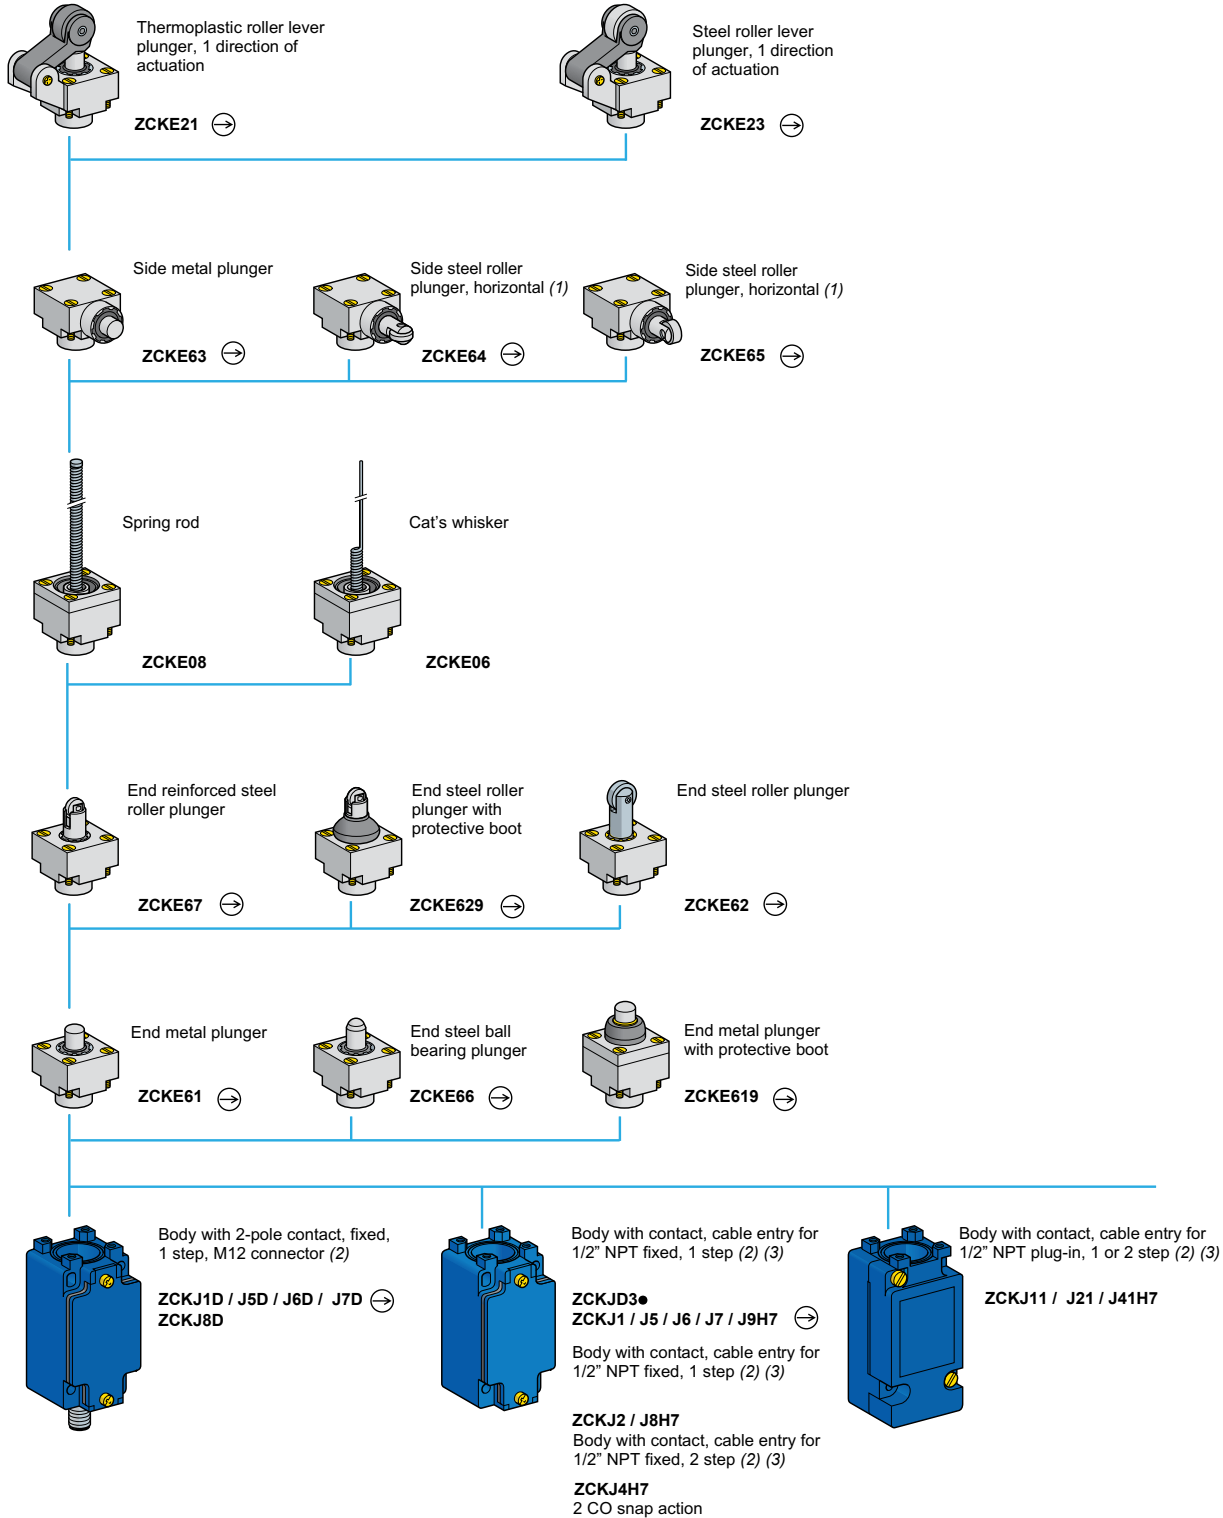 Thermoplastic roller lever
plunger, 1 direction of
actuation
ZCKE21
Steel roller lever
plunger, 1 direction
of actuation
ZCKE23
Side metal plunger
ZCKE63
Side steel roller
plunger, horizontal (1)
ZCKE64
Side steel roller
plunger, horizontal (1)
ZCKE65
Spring rod
ZCKE08
Cat's whisker
ZCKE06
End reinforced steel
roller plunger
ZCKE67
End steel roller
plunger with
protective boot
ZCKE629
End steel roller plunger
ZCKE62
End metal plunger
ZCKE61
End steel ball
bearing plunger
ZCKE66
End metal plunger
with protective boot
ZCKE619
Body with 2-pole contact, fixed,
1 step, M12 connector (2)
ZCKJ1D / J5D / J6D / J7D
ZCKJ8D
Body with contact, cable entry for
1/2” NPT fixed, 1 step (2) (3)
ZCKJD3●
ZCKJ1 / J5 / J6 / J7 / J9H7
Body with contact, cable entry for
1/2” NPT fixed, 1 step (2) (3)
ZCKJ2 / J8H7
Body with contact, cable entry for
1/2” NPT fixed, 2 step (2) (3)
ZCKJ4H7
2 CO snap action
Body with contact, cable entry for
1/2” NPT plug-in, 1 or 2 step (2) (3)
ZCKJ11 / J21 / J41H7